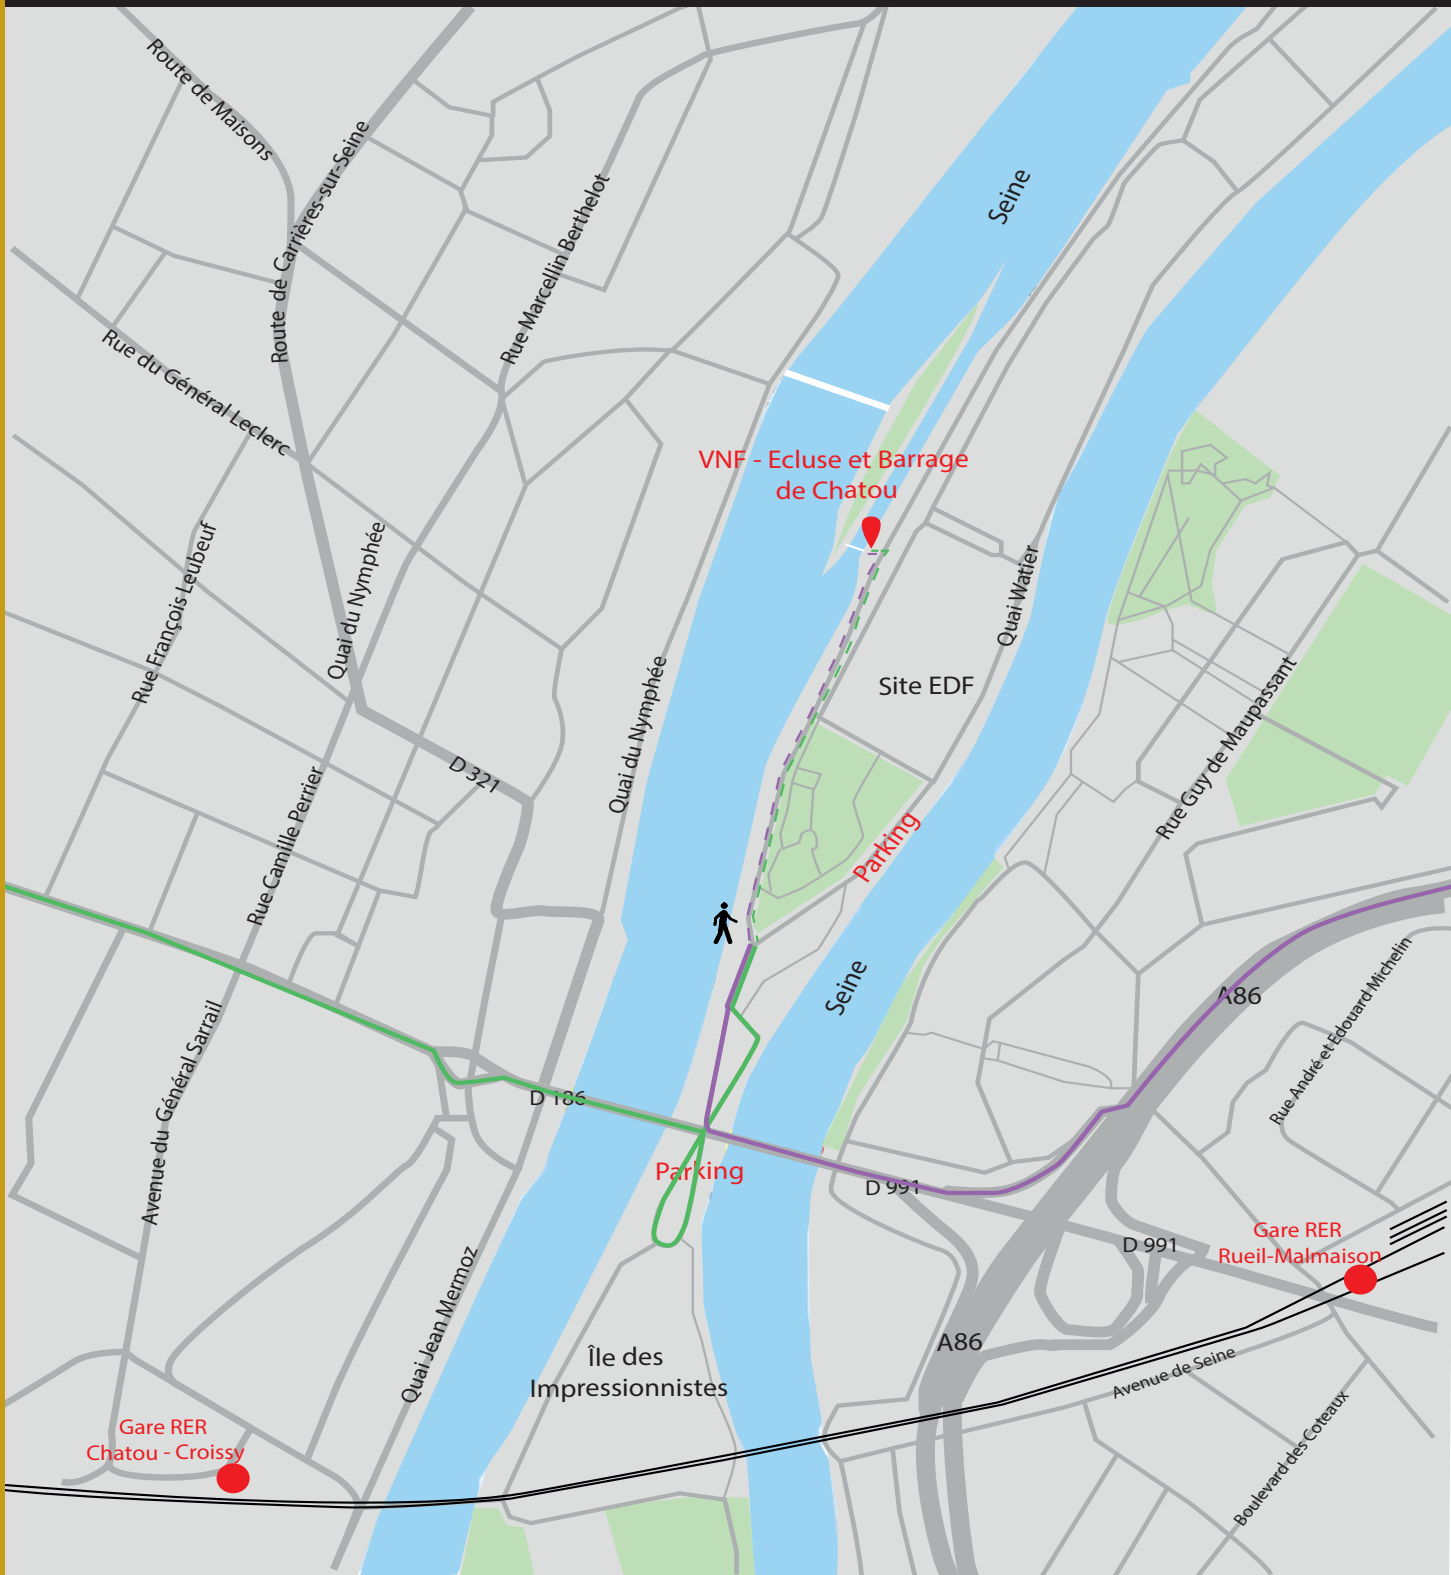 Route de Maisons
Route de Carrières-sur-Seine
Rue Marcellin Berthelot
Seine
Rue du Général Leclerc
VNF - Ecluse et Barrage
de Chatou
Rue François Leubeuf
Quai du Nymphée
Quai Watier
Quai du Nymphée
Site EDF
Rue Guy de Maupassant
D 321
Rue Camille Perrier
Parking
Seine
A86
Rue André et Edouard Michelin
Avenue du Général Sarrail
D 186
Parking
D 991
D 991
Gare RER
Rueil-Malmaison
Quai Jean Mermoz
A86
Île des
Impressionnistes
Avenue de Seine
Boulevard des Coteaux
Gare RER
Chatou - Croissy